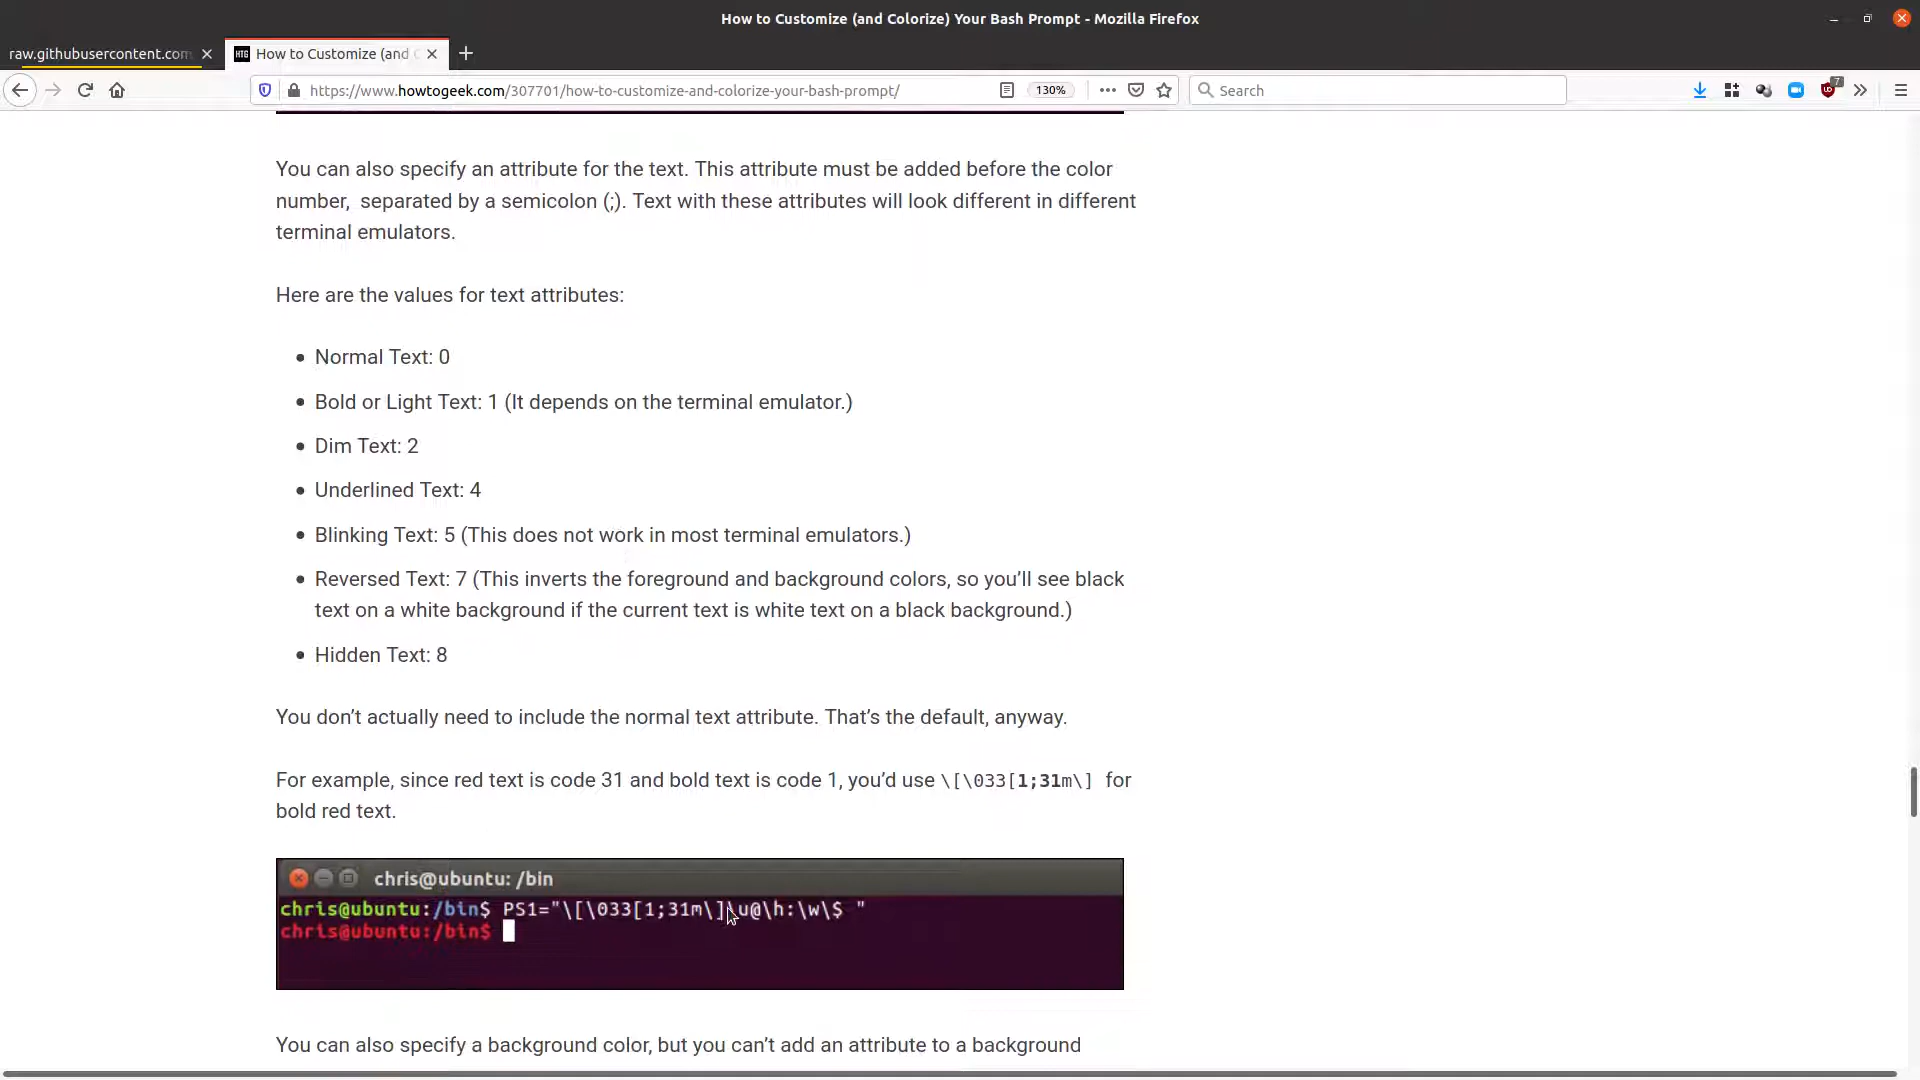 How to Customize (and Colorize) Your Bash Prompt - Mozilla Firefox
raw.githubusercontent.com
HTG How to Customize (and
https://www.howtogeek.com/307701/how-to-customize-and-colorize-your-bash-prompt/ 130% Search 7
You can also specify an attribute for the text. This attribute must be added before the color
number,  separated by a semicolon (;). Text with these attributes will look different in different
terminal emulators.
Here are the values for text attributes:
Normal Text: 0
Bold or Light Text: 1 (It depends on the terminal emulator.)
Dim Text: 2
Underlined Text: 4
Blinking Text: 5 (This does not work in most terminal emulators.)
Reversed Text: 7 (This inverts the foreground and background colors, so you’ll see black
text on a white background if the current text is white text on a black background.)
Hidden Text: 8
You don’t actually need to include the normal text attribute. That’s the default, anyway.
For example, since red text is code 31 and bold text is code 1, you’d use \[\033[1;31m\] for
bold red text.
chris@ubuntu: /bin
chris@ubuntu:/bin$ PS1="\[\033[1;31m\]\u@\h:\w\$ "
chris@ubuntu:/bin$
You can also specify a background color, but you can’t add an attribute to a background